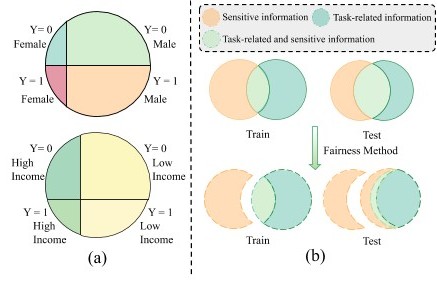 Y= 0
Female
Y= 0
Male
Y = 1
Female
Y = 1
Male
Y= 0
High
Income
Y= 0
Low
Income
Y = 1
High
Income
Y = 1
Low
Income
(a)
Sensitive information
Task-related information
Task-related and sensitive information
Train
Test
Fairness Method
Train
Test
(b)